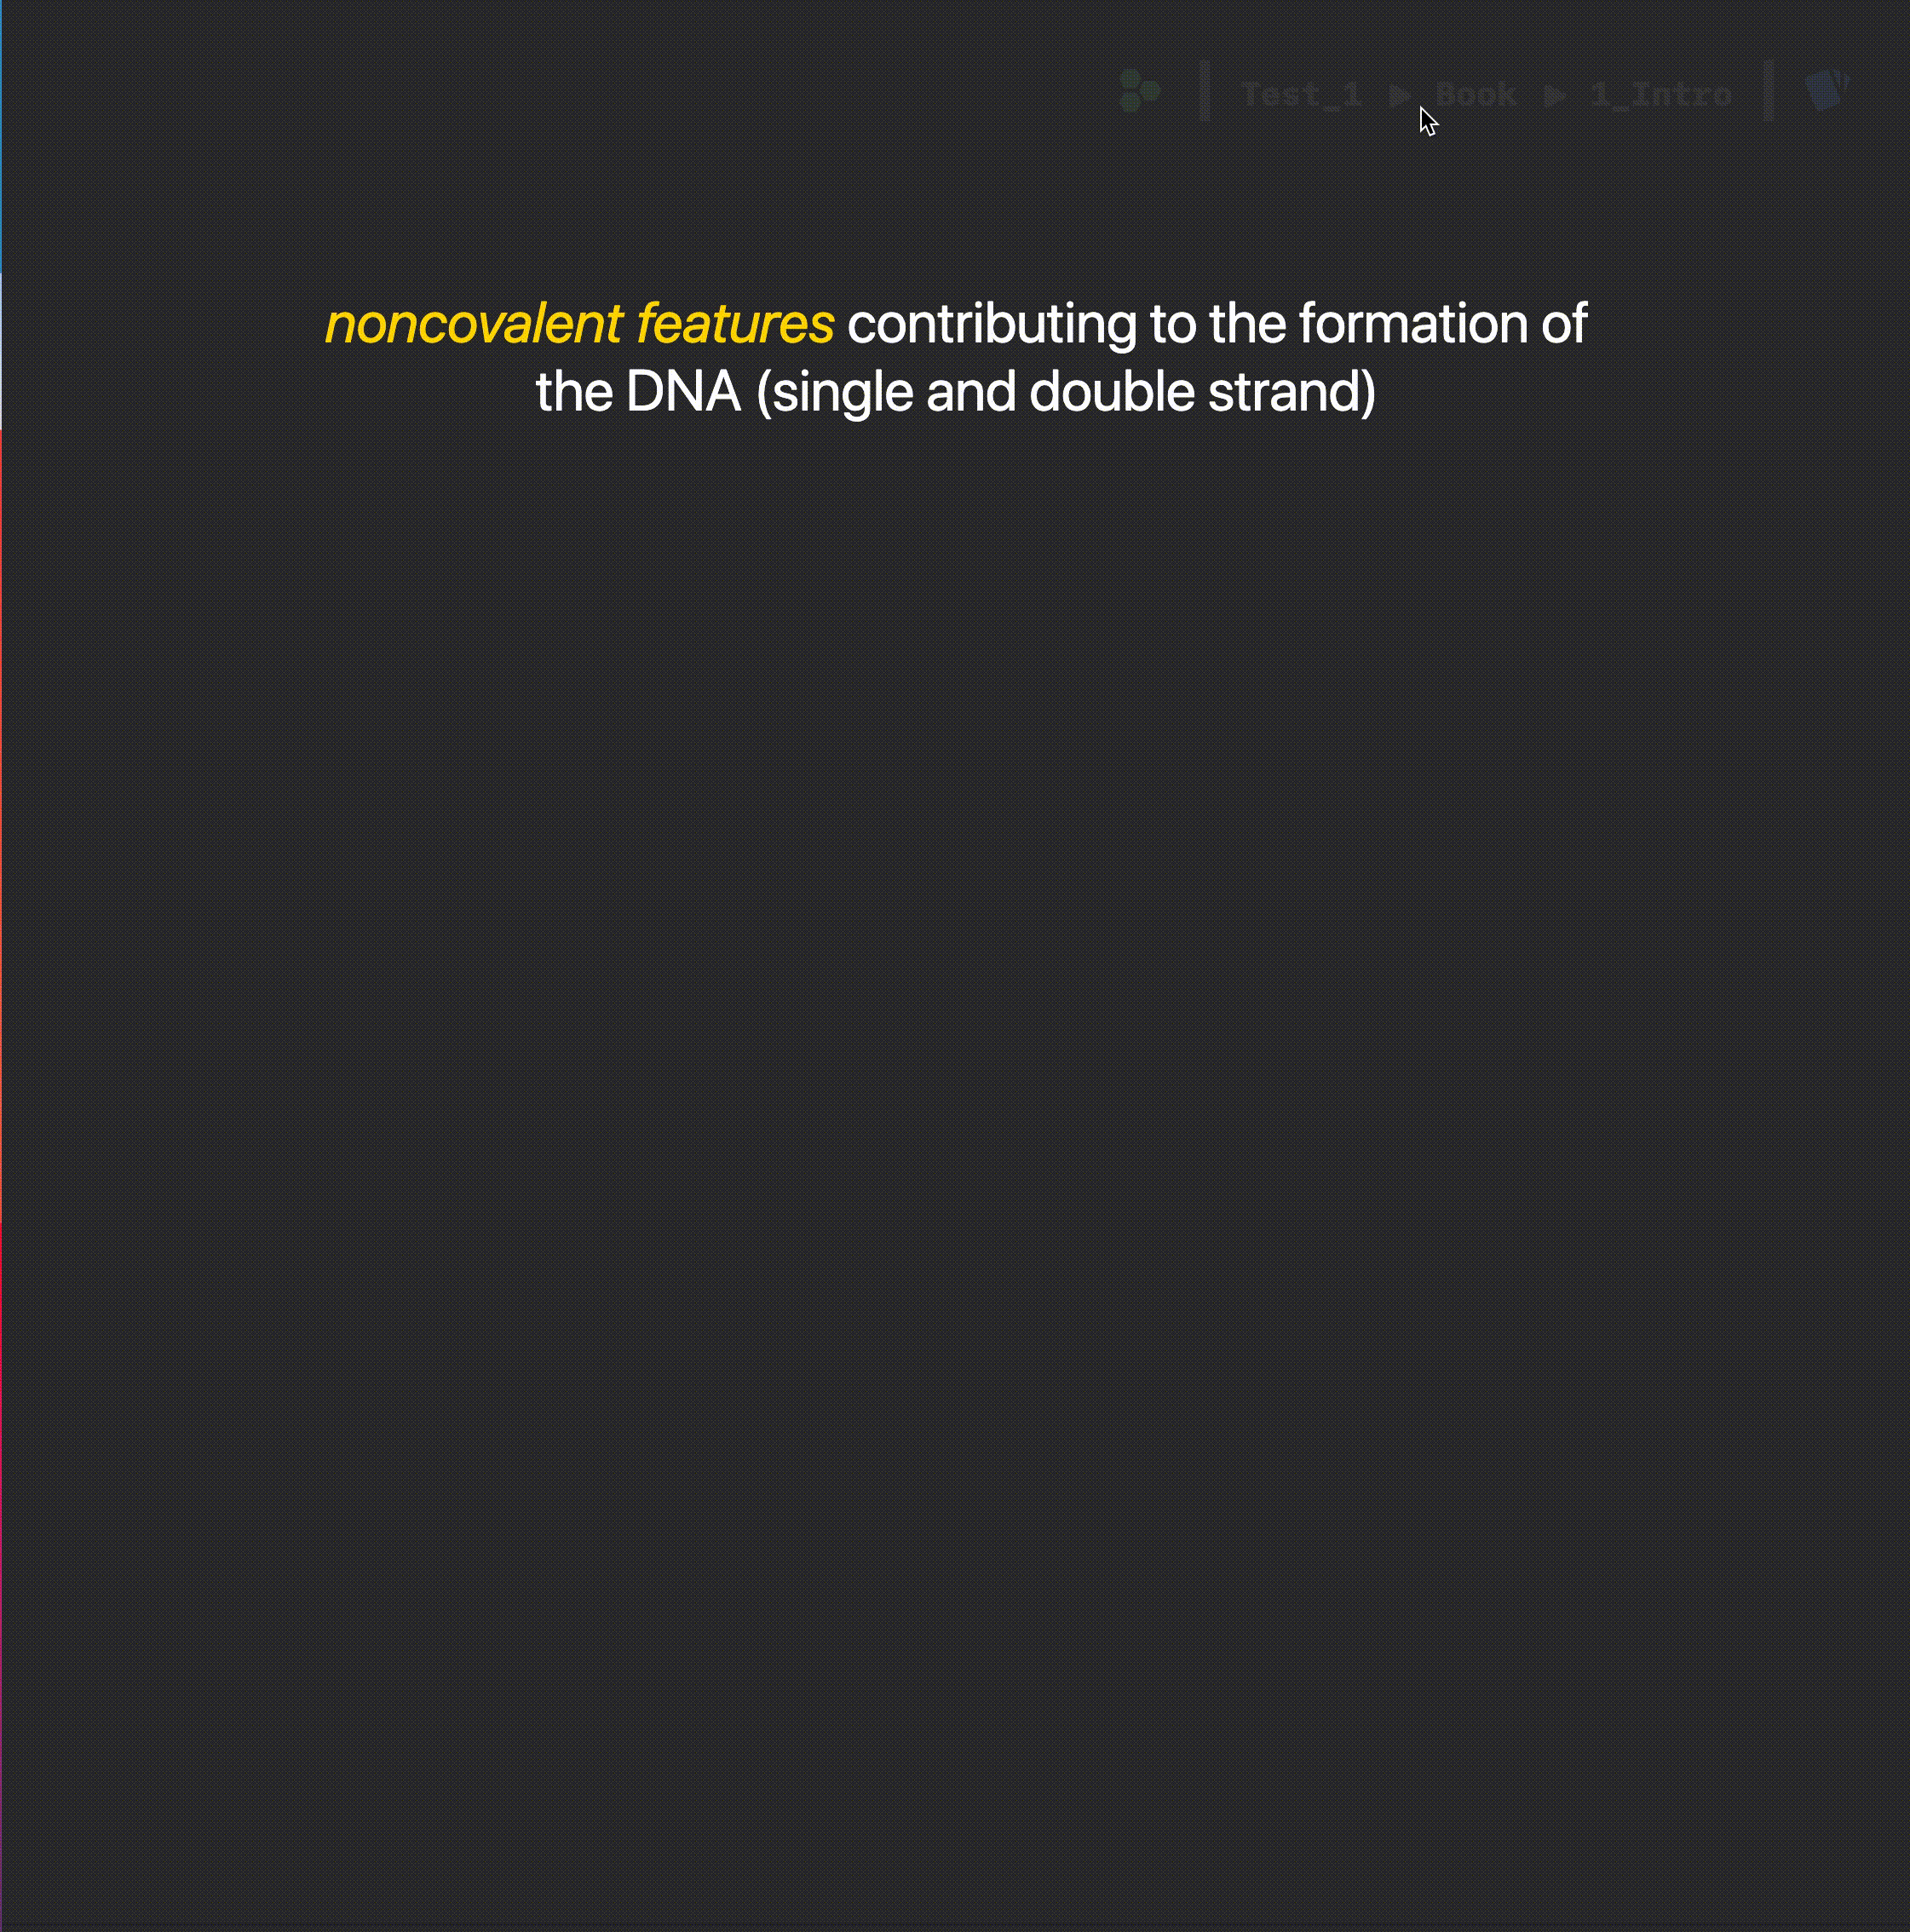 Test_1 ▶ Book ▶ 1_Intro
noncovalent features contributing to the formation of
the DNA (single and double strand)